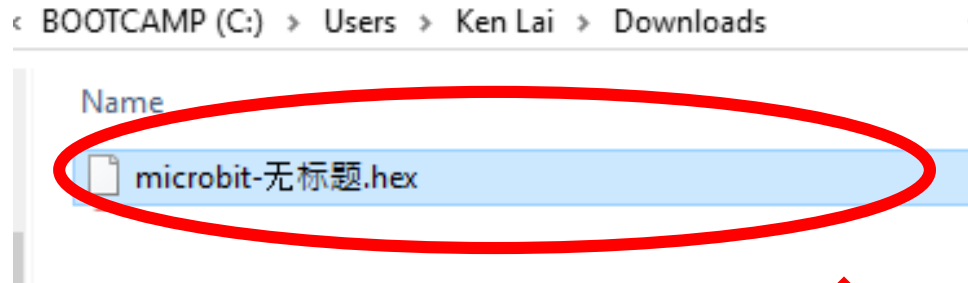 < BOOTCAMP (C:) > Users > Ken Lai > Downloads
Name
microbit-无标题.hex